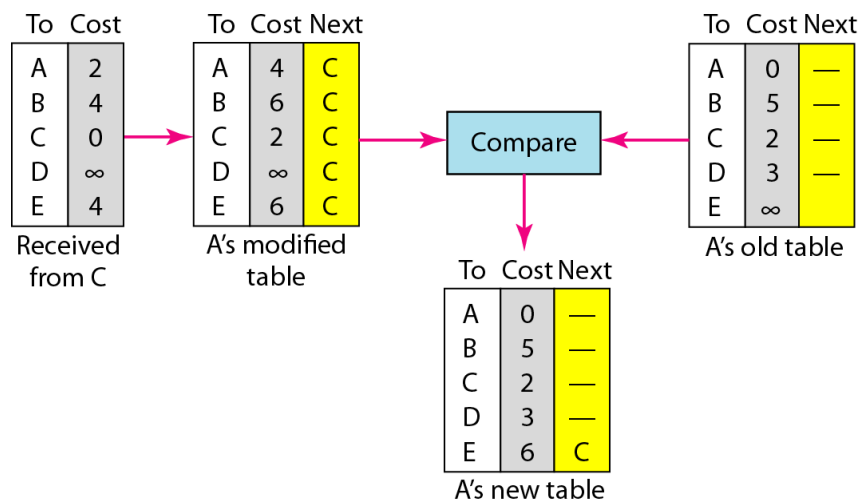 To Cost
A 2
B 4
C 0
D ∞
E 4
Received
from C
To Cost Next
A 4 C
B 6 C
C 2 C
D ∞ C
E 6 C
A's modified
table
Compare
To Cost Next
A 0 —
B 5 —
C 2 —
D 3 —
E ∞
A's old table
To Cost Next
A 0 —
B 5 —
C 2 —
D 3 —
E 6 C
A's new table